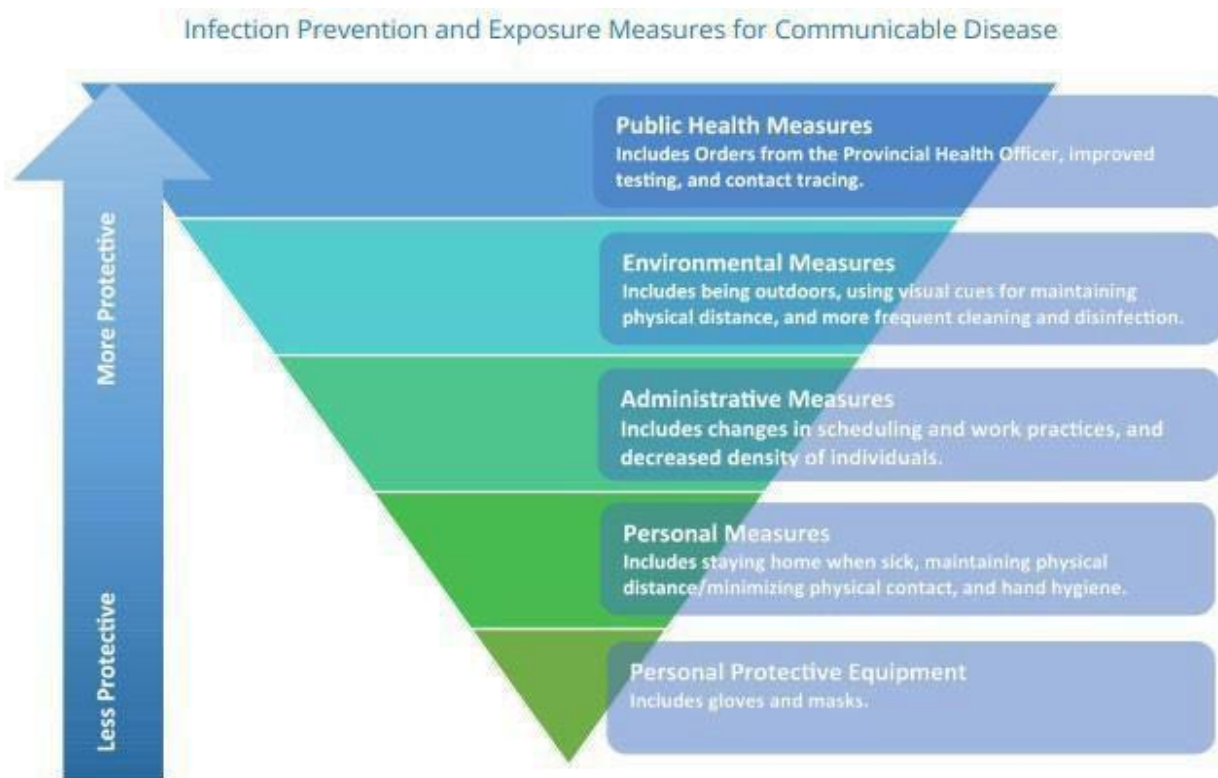 Infection Prevention and Exposure Measures for Communicable Disease
More Protective
Less Protective
Public Health Measures
Includes Orders from the Provincial Health Officer, improved
testing, and contact tracing.
Environmental Measures
Includes being outdoors, using visual cues for maintaining
physical distance, and more frequent cleaning and disinfection.
Administrative Measures
Includes changes in scheduling and work practices, and
decreased density of individuals.
Personal Measures
Includes staying home when sick, maintaining physical
distance/minimizing physical contact, and hand hygiene.
Personal Protective Equipment
Includes gloves and masks.